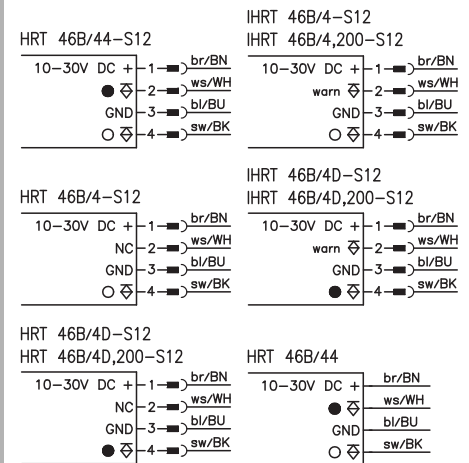 HRT 46B/44-S12
10-30V DC + 1 br/BN
2 ws/WH
GND 3 bl/BU
4 sw/BK
IHRT 46B/4-S12
IHRT 46B/4,200-S12
10-30V DC + 1 br/BN
warn 2 ws/WH
GND 3 bl/BU
4 sw/BK
HRT 46B/4-S12
10-30V DC + 1 br/BN
NC 2 ws/WH
GND 3 bl/BU
4 sw/BK
IHRT 46B/4D-S12
IHRT 46B/4D,200-S12
10-30V DC + 1 br/BN
warn 2 ws/WH
GND 3 bl/BU
4 sw/BK
HRT 46B/4D-S12
HRT 46B/4D,200-S12
10-30V DC + 1 br/BN
NC 2 ws/WH
GND 3 bl/BU
4 sw/BK
HRT 46B/44
10-30V DC + br/BN
ws/WH
GND bl/BU
sw/BK